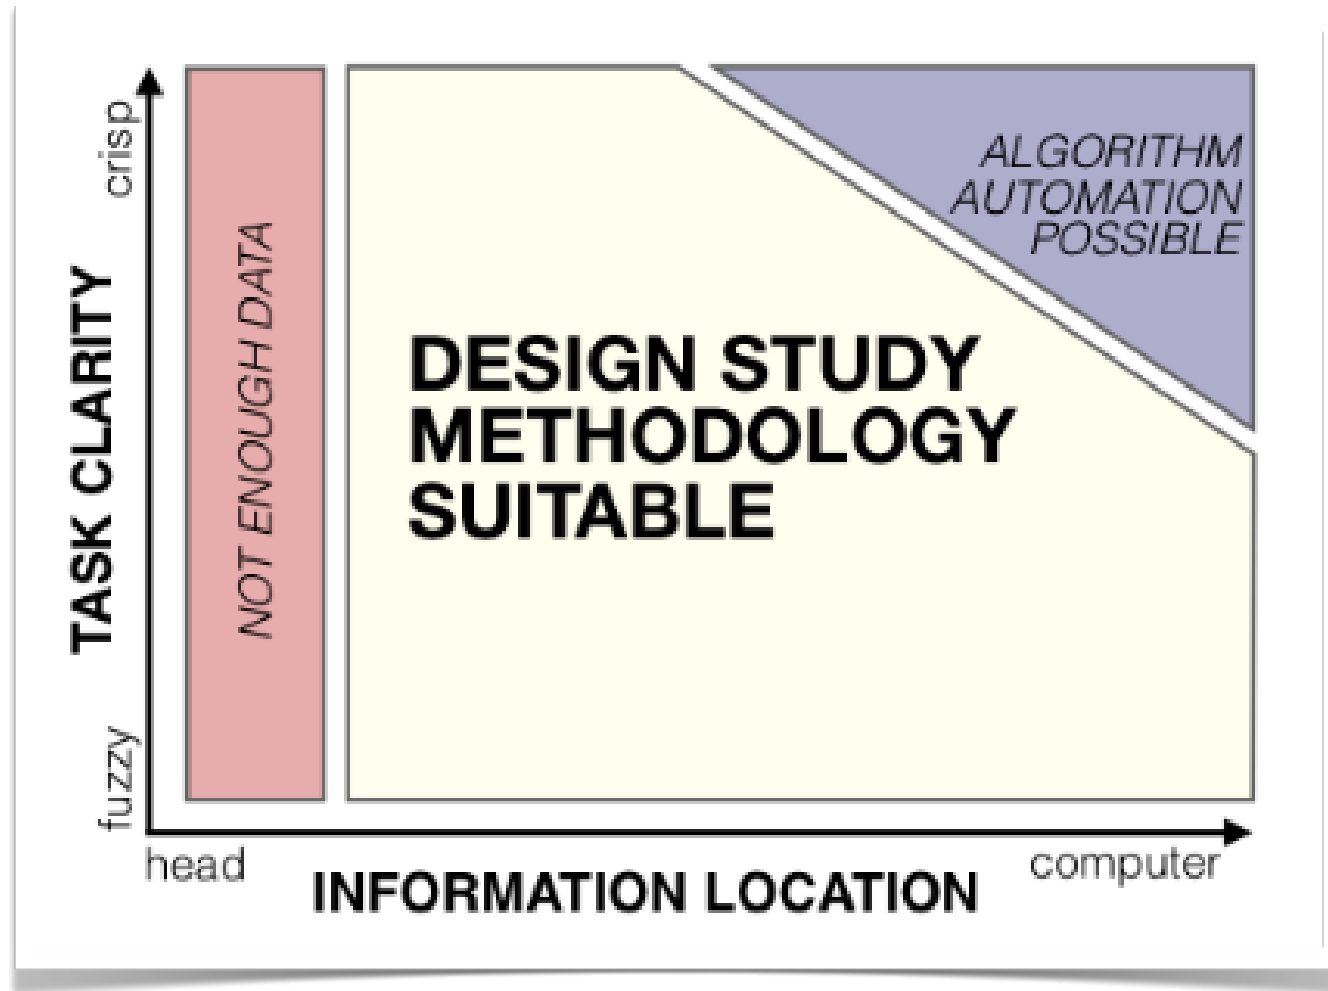 crisp
TASK CLARITY
fuzzy
NOT ENOUGH DATA
DESIGN STUDY
METHODOLOGY
SUITABLE
ALGORITHM
AUTOMATION
POSSIBLE
head
INFORMATION LOCATION
computer